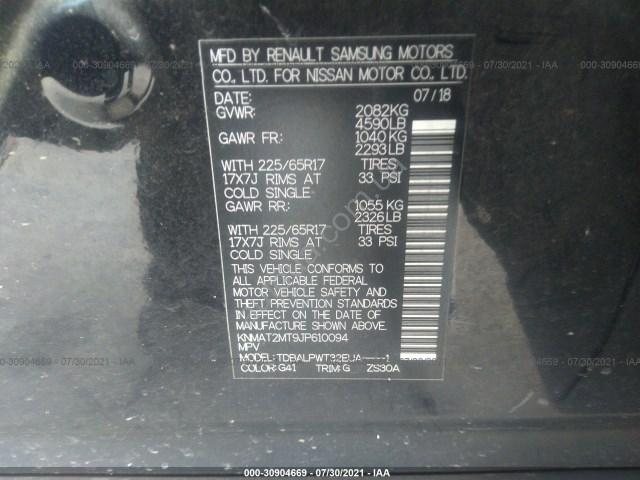 000-30904669 - 07/30/2021 - IAA
MFD BY RENAULT SAMSUNG MOTORS
CO., LTD. FOR NISSAN MOTOR CO., LTD.
DATE: 07/18
GVWR: 2082KG
4590LB
GAWR FR: 1040 KG
2293LB
WITH 225/65R17 TIRES
17X7J RIMS AT 33 PSI
COLD SINGLE
GAWR RR: 1055 KG
2326LB
WITH 225/65R17 TIRES
17X7J RIMS AT 33 PSI
COLD SINGLE
THIS VEHICLE CONFORMS TO
ALL APPLICABLE FEDERAL
MOTOR VEHICLE SAFETY AND
THEFT PREVENTION STANDARDS
IN EFFECT ON THE DATE OF
MANUFACTURE SHOWN ABOVE.
KNMAT2MT9JP610094
MPV
MODEL: TDBALPWT32EUA-----1
COLOR: G41 TRIM: G ZS30A
000-30904669 - 07/30/2021 - IAA